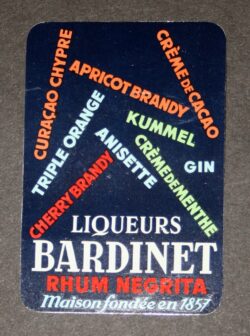 CURAÇAO CHYPRE
APRICOT BRANDY
CRÈME DE CACAO
TRIPLE ORANGE
KUMMEL
ANISETTE
CRÈME DE MENTHE
GIN
CHERRY BRANDY
LIQUEURS
BARDINET
RHUM NEGRITA
Maison fondée en 1857